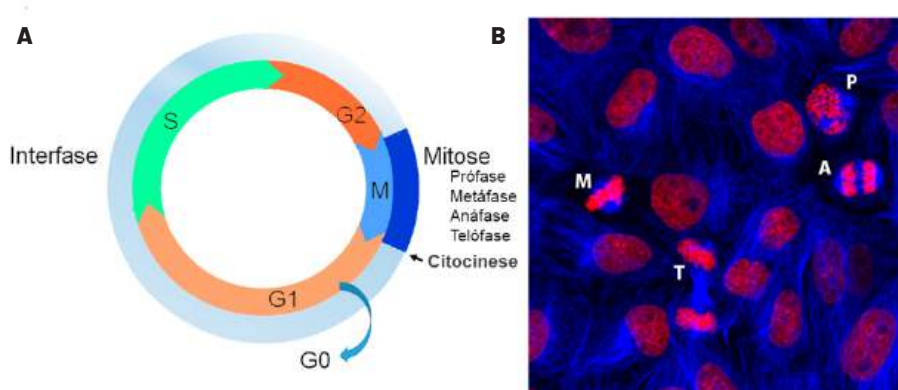 A
B
S
G2
Interfase
M
Mitose
Prófase
Metáfase
Anáfase
Telófase
Citocinese
G1
G0
P
A
M
T